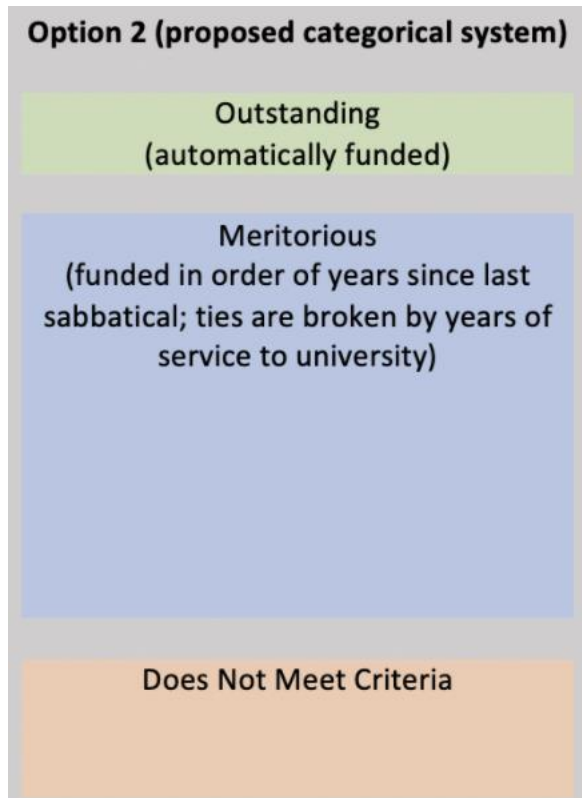 Option 2 (proposed categorical system)
Outstanding
(automatically funded)
Meritorious
(funded in order of years since last
sabbatical; ties are broken by years of
service to university)
Does Not Meet Criteria